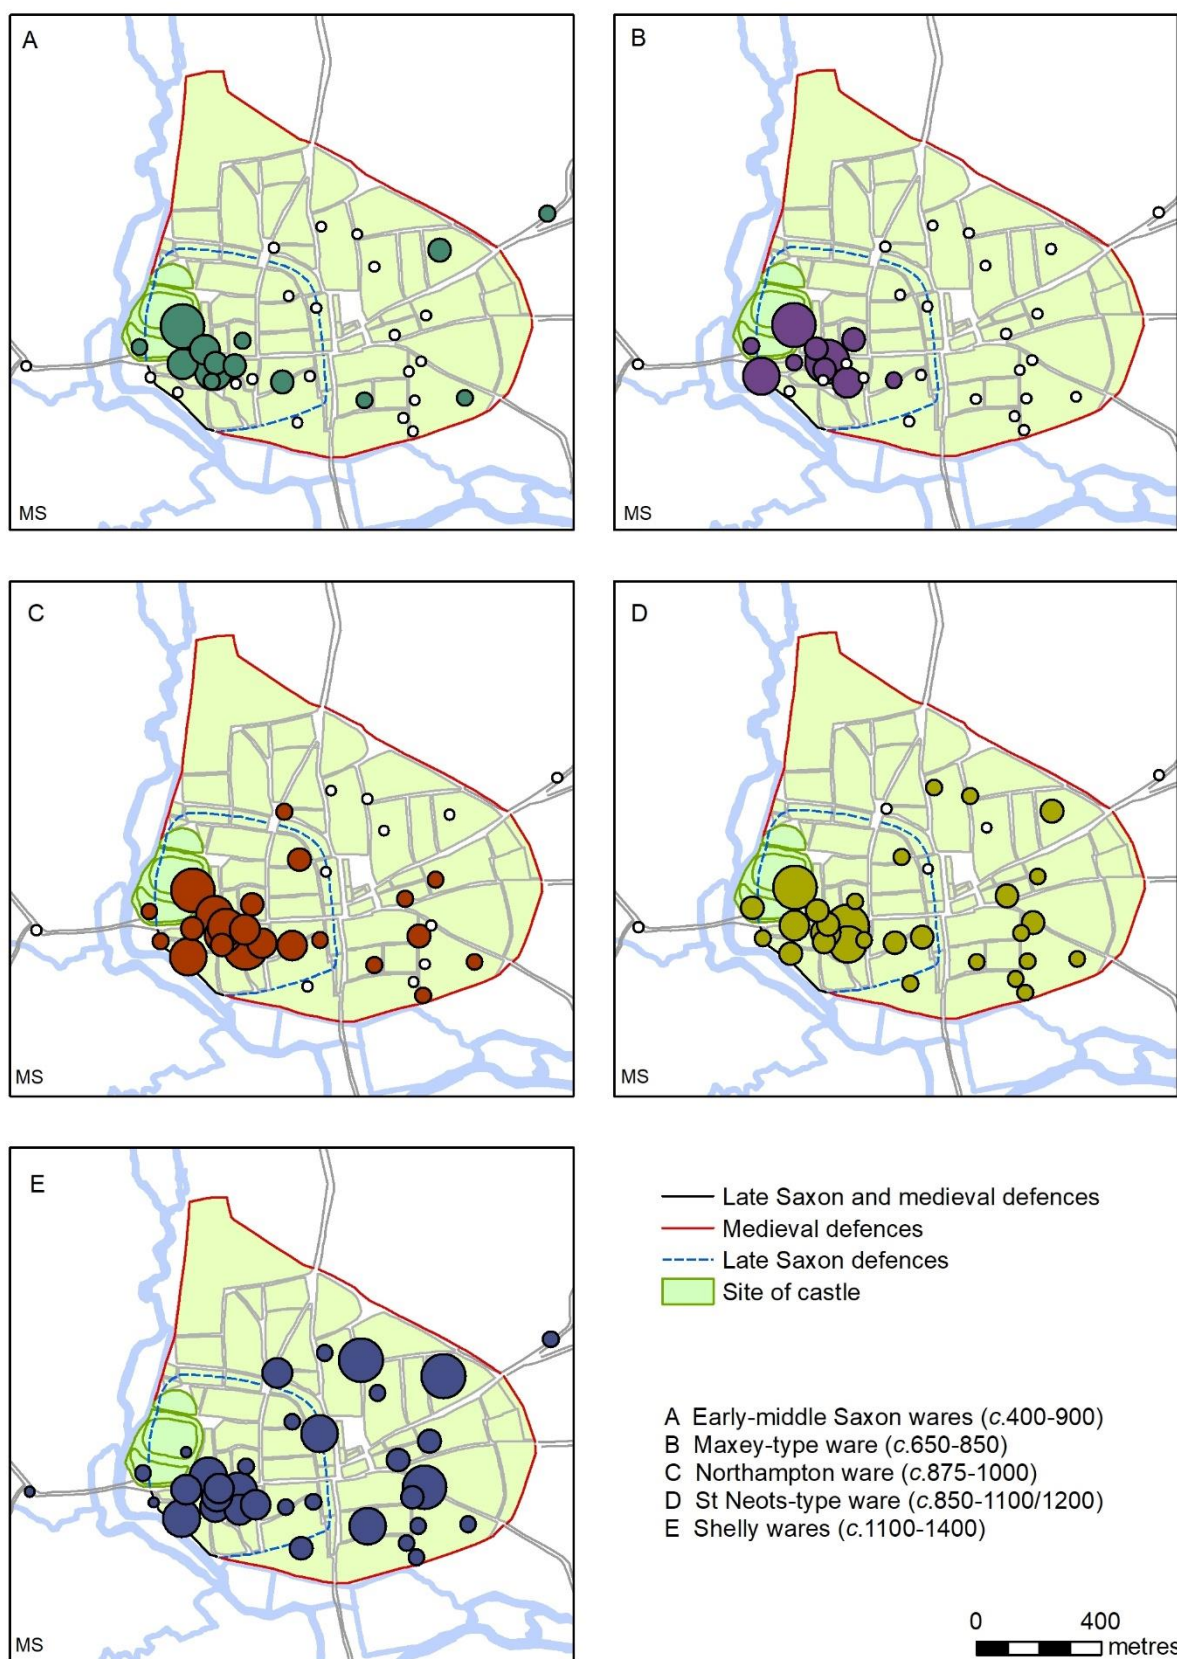 A
MS
B
MS
C
MS
D
MS
E
MS
Late Saxon and medieval defences
Medieval defences
Late Saxon defences
Site of castle
A Early-middle Saxon wares (c.400-900)
B Maxey-type ware (c.650-850)
C Northampton ware (c.875-1000)
D St Neots-type ware (c.850-1100/1200)
E Shelly wares (c.1100-1400)
0 400
metres